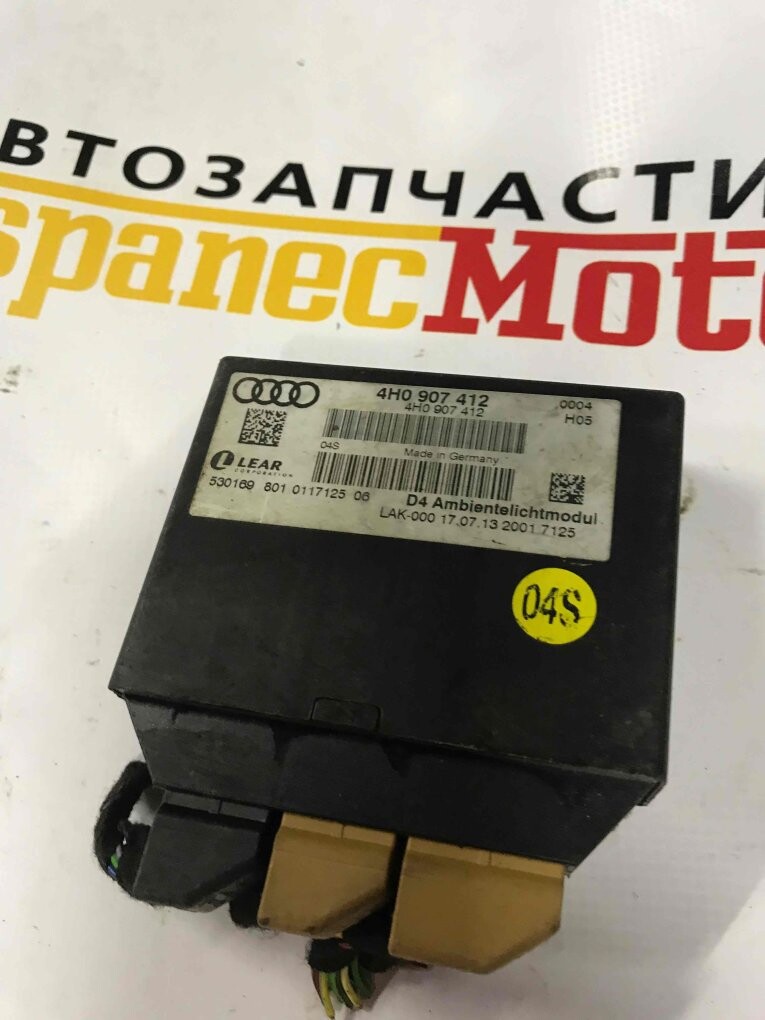 ВТОЗАПЧАСТИ
spanecMoto
4H0 907 412
4H0 907 412
0004
H05
04S
Made in Germany
LEAR
CORPORATION
530169 801 0117125 06
D4 Ambientelichtmodul
LAK-000 17.07.13 2001 7125
04S